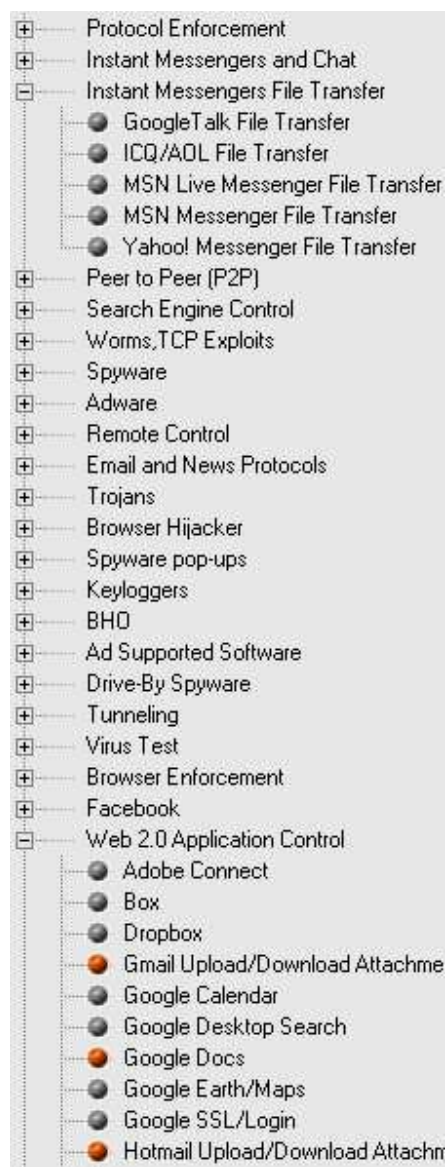 Protocol Enforcement
Instant Messengers and Chat
Instant Messengers File Transfer
GoogleTalk File Transfer
ICQ/AOL File Transfer
MSN Live Messenger File Transfer
MSN Messenger File Transfer
Yahoo! Messenger File Transfer
Peer to Peer (P2P)
Search Engine Control
Worms,TCP Exploits
Spyware
Adware
Remote Control
Email and News Protocols
Trojans
Browser Hijacker
Spyware pop-ups
Keyloggers
BHO
Ad Supported Software
Drive-By Spyware
Tunneling
Virus Test
Browser Enforcement
Facebook
Web 2.0 Application Control
Adobe Connect
Box
Dropbox
Gmail Upload/Download Attachme
Google Calendar
Google Desktop Search
Google Docs
Google Earth/Maps
Google SSL/Login
Hotmail Upload/Download Attachm